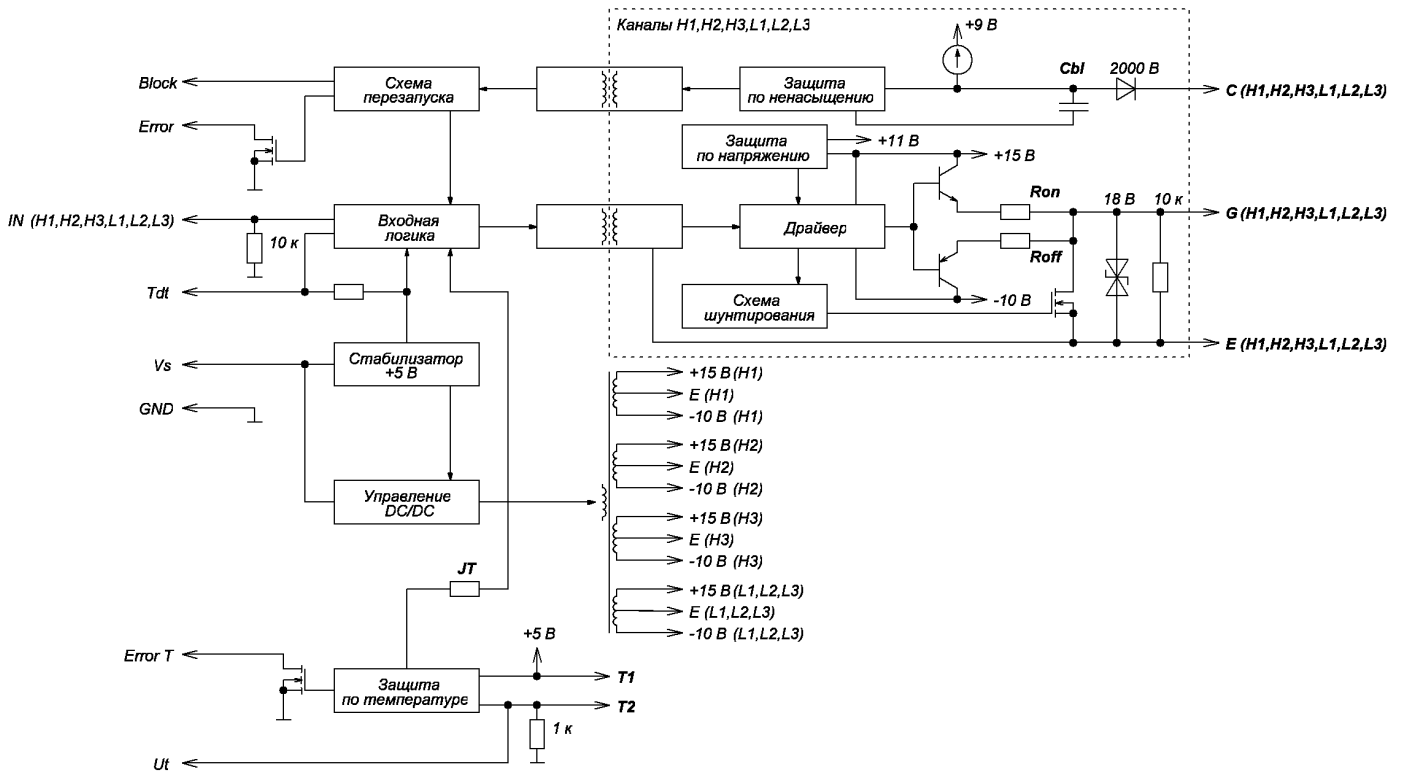 Каналы H1,H2,H3,L1,L2,L3
+9 В
Block
Схема
перезапуска
Защита
по ненасыщению
Cbl
2000 В
C (H1,H2,H3,L1,L2,L3)
Error
Защита
по напряжению
+11 В
+15 В
IN (H1,H2,H3,L1,L2,L3)
10 к
Входная
логика
Драйвер
Ron
Roff
18 В
10 к
G (H1,H2,H3,L1,L2,L3)
Tdt
Схема
шунтирования
-10 В
E (H1,H2,H3,L1,L2,L3)
Vs
Стабилизатор
+5 В
GND
+15 В (H1)
E (H1)
-10 В (H1)
+15 В (H2)
E (H2)
-10 В (H2)
Управление
DC/DC
+15 В (H3)
E (H3)
-10 В (H3)
JT
+15 В (L1,L2,L3)
E (L1,L2,L3)
-10 В (L1,L2,L3)
+5 В
Error T
Защита
по температуре
T1
T2
1 к
Ut